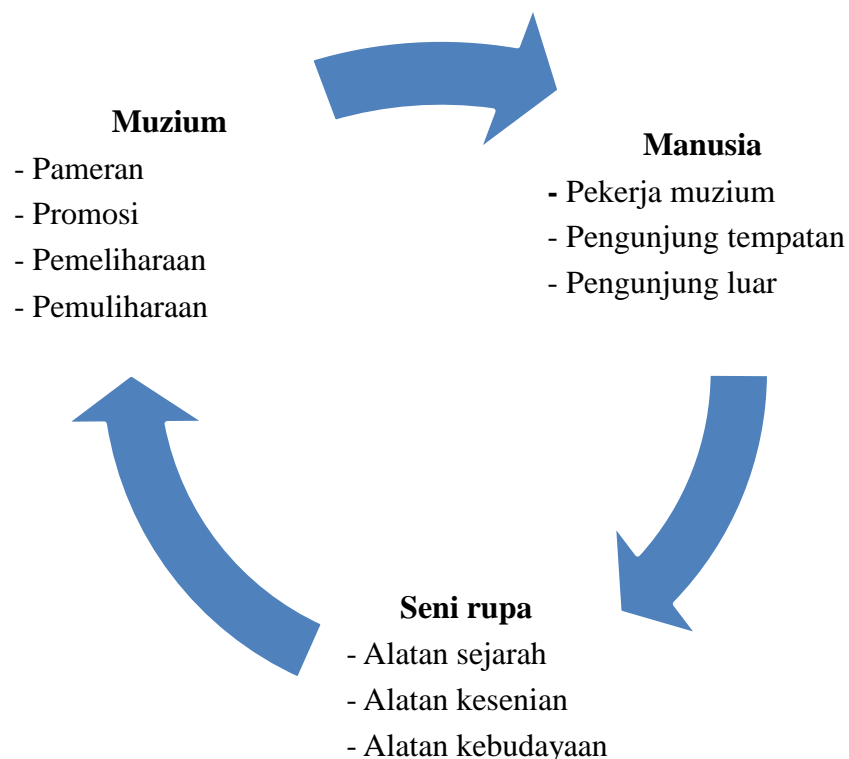 Muzium
- Pameran
- Promosi
- Pemeliharaan
- Pemuliharaan
Manusia
- Pekerja muzium
- Pengunjung tempatan
- Pengunjung luar
Seni rupa
- Alatan sejarah
- Alatan kesenian
- Alatan kebudayaan